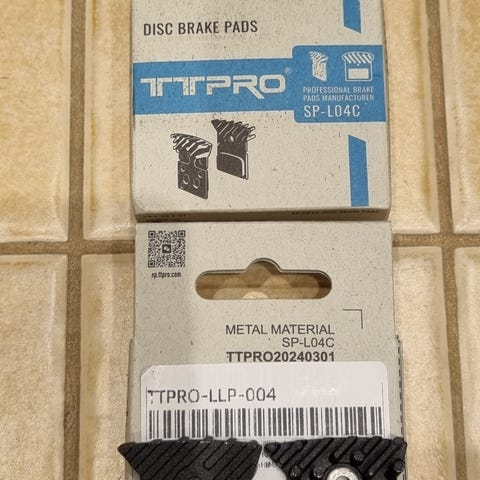 DISC BRAKE PADS
TTPRO®
PROFESSIONAL BRAKE
PADS MANUFACTURER
SP-L04C
rp.ttpro.com
METAL MATERIAL
SP-L04C
TTPRO20240301
TTPRO-LLP-004